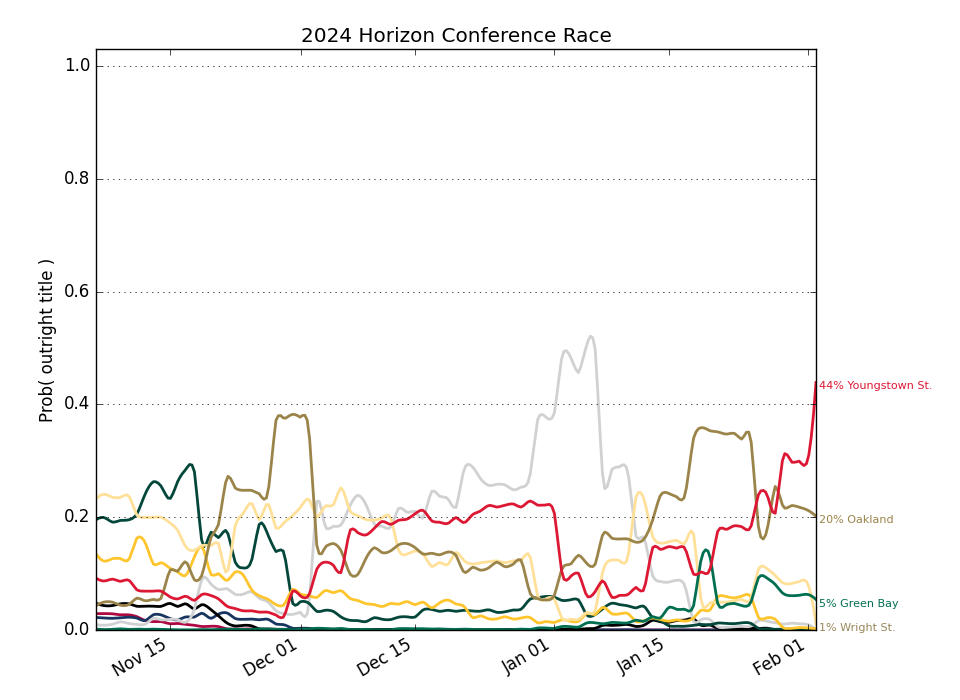 2024 Horizon Conference Race
Prob( outright title )
1.0
0.8
0.6
0.4
0.2
0.0
Nov 15
Dec 01
Dec 15
Jan 01
Jan 15
Feb 01
44% Youngstown St.
20% Oakland
5% Green Bay
1% Wright St.